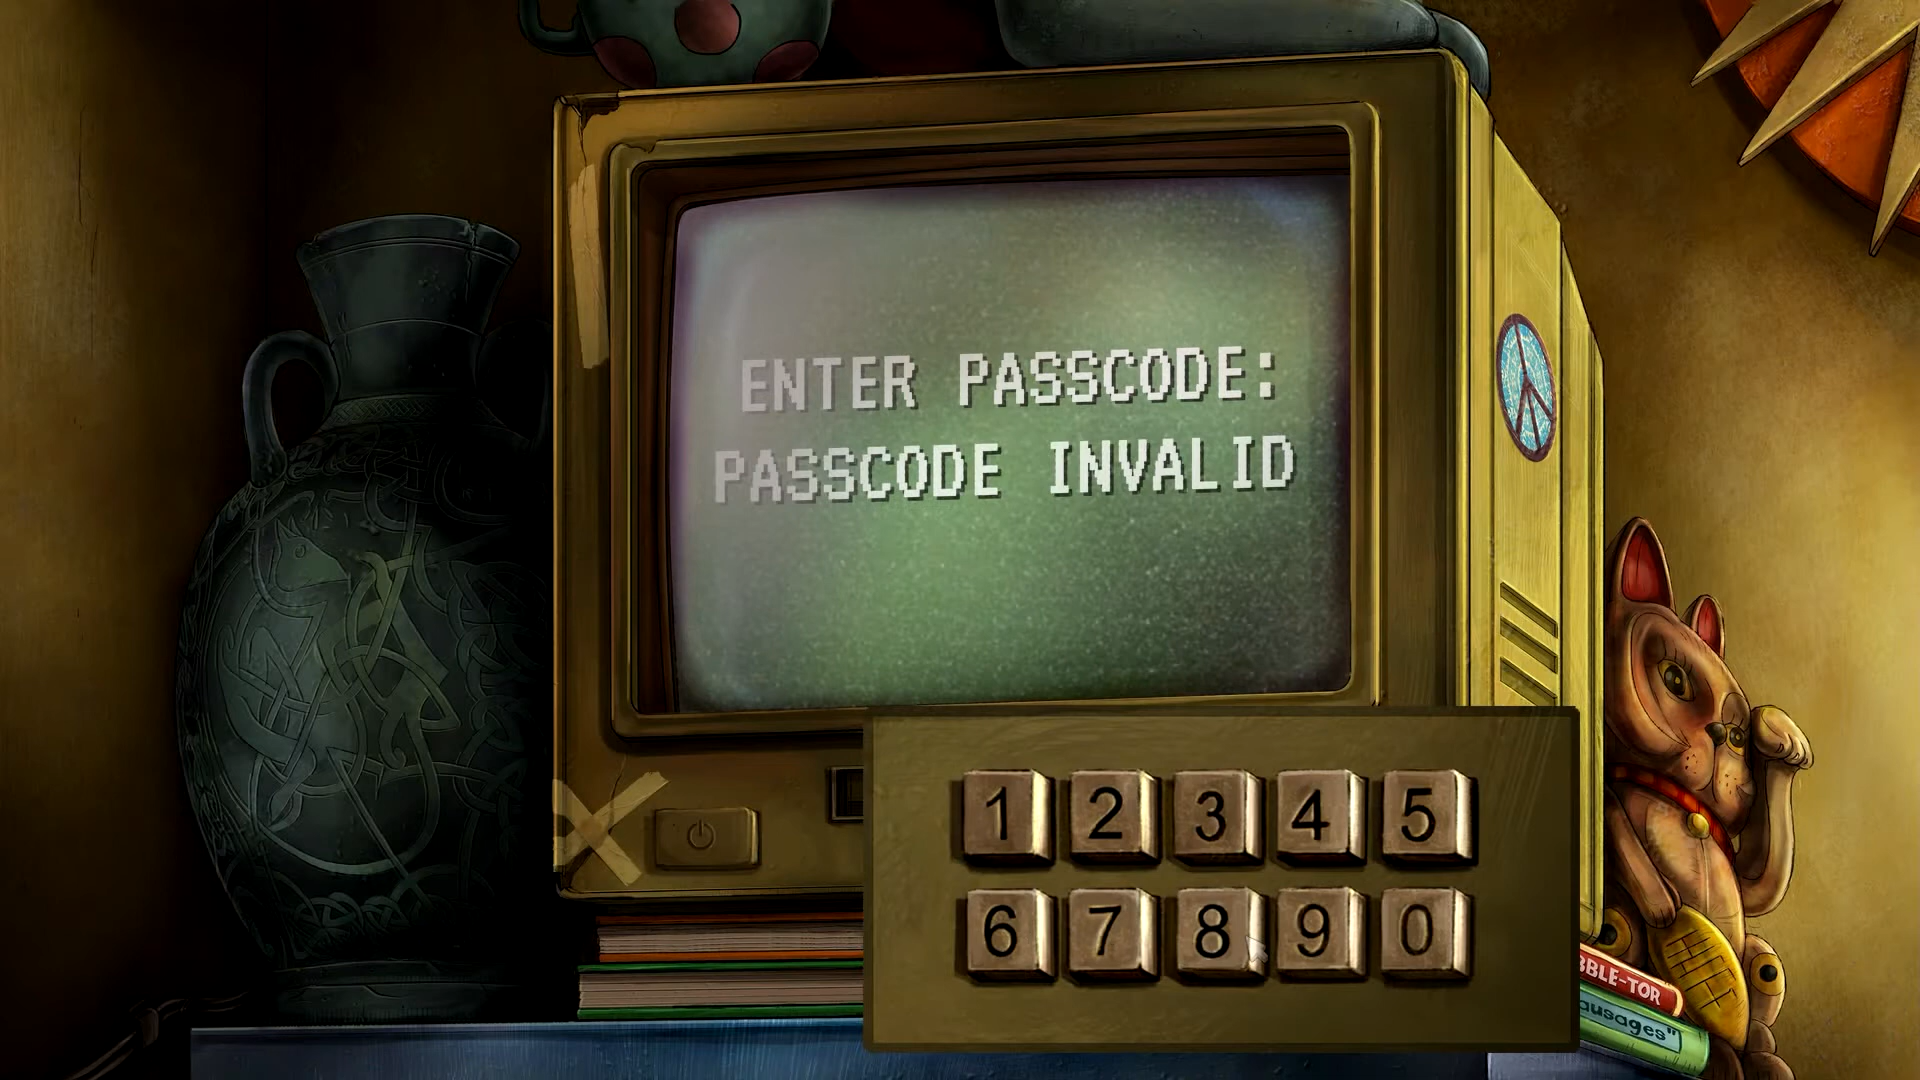 ENTER PASSCODE:
PASSCODE INVALID
1 2 3 4 5
6 7 8 9 0
BBLE-TOR
ausages"